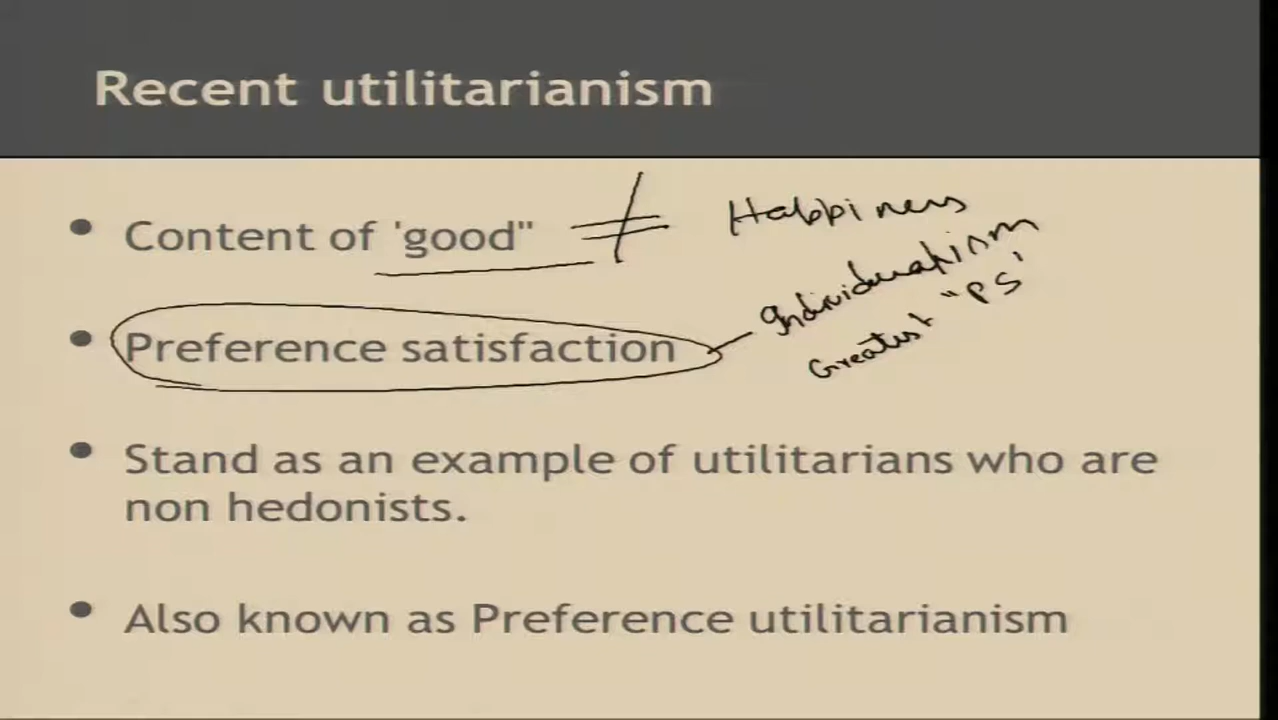 Recent utilitarianism
• Content of 'good" ≠ Happiness
• Preference satisfaction
Individualism
Greatest "PS'
• Stand as an example of utilitarians who are
non hedonists.
• Also known as Preference utilitarianism